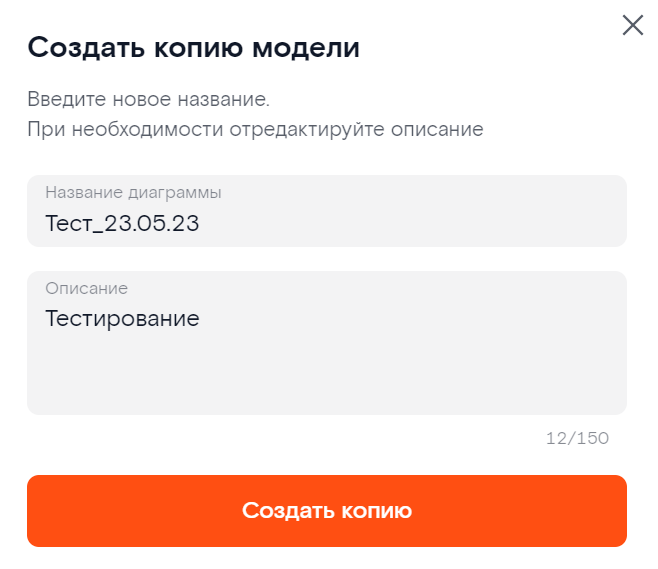 Создать копию модели
Введите новое название.
При необходимости отредактируйте описание
Название диаграммы
Тест_23.05.23
Описание
Тестирование
12/150
Создать копию